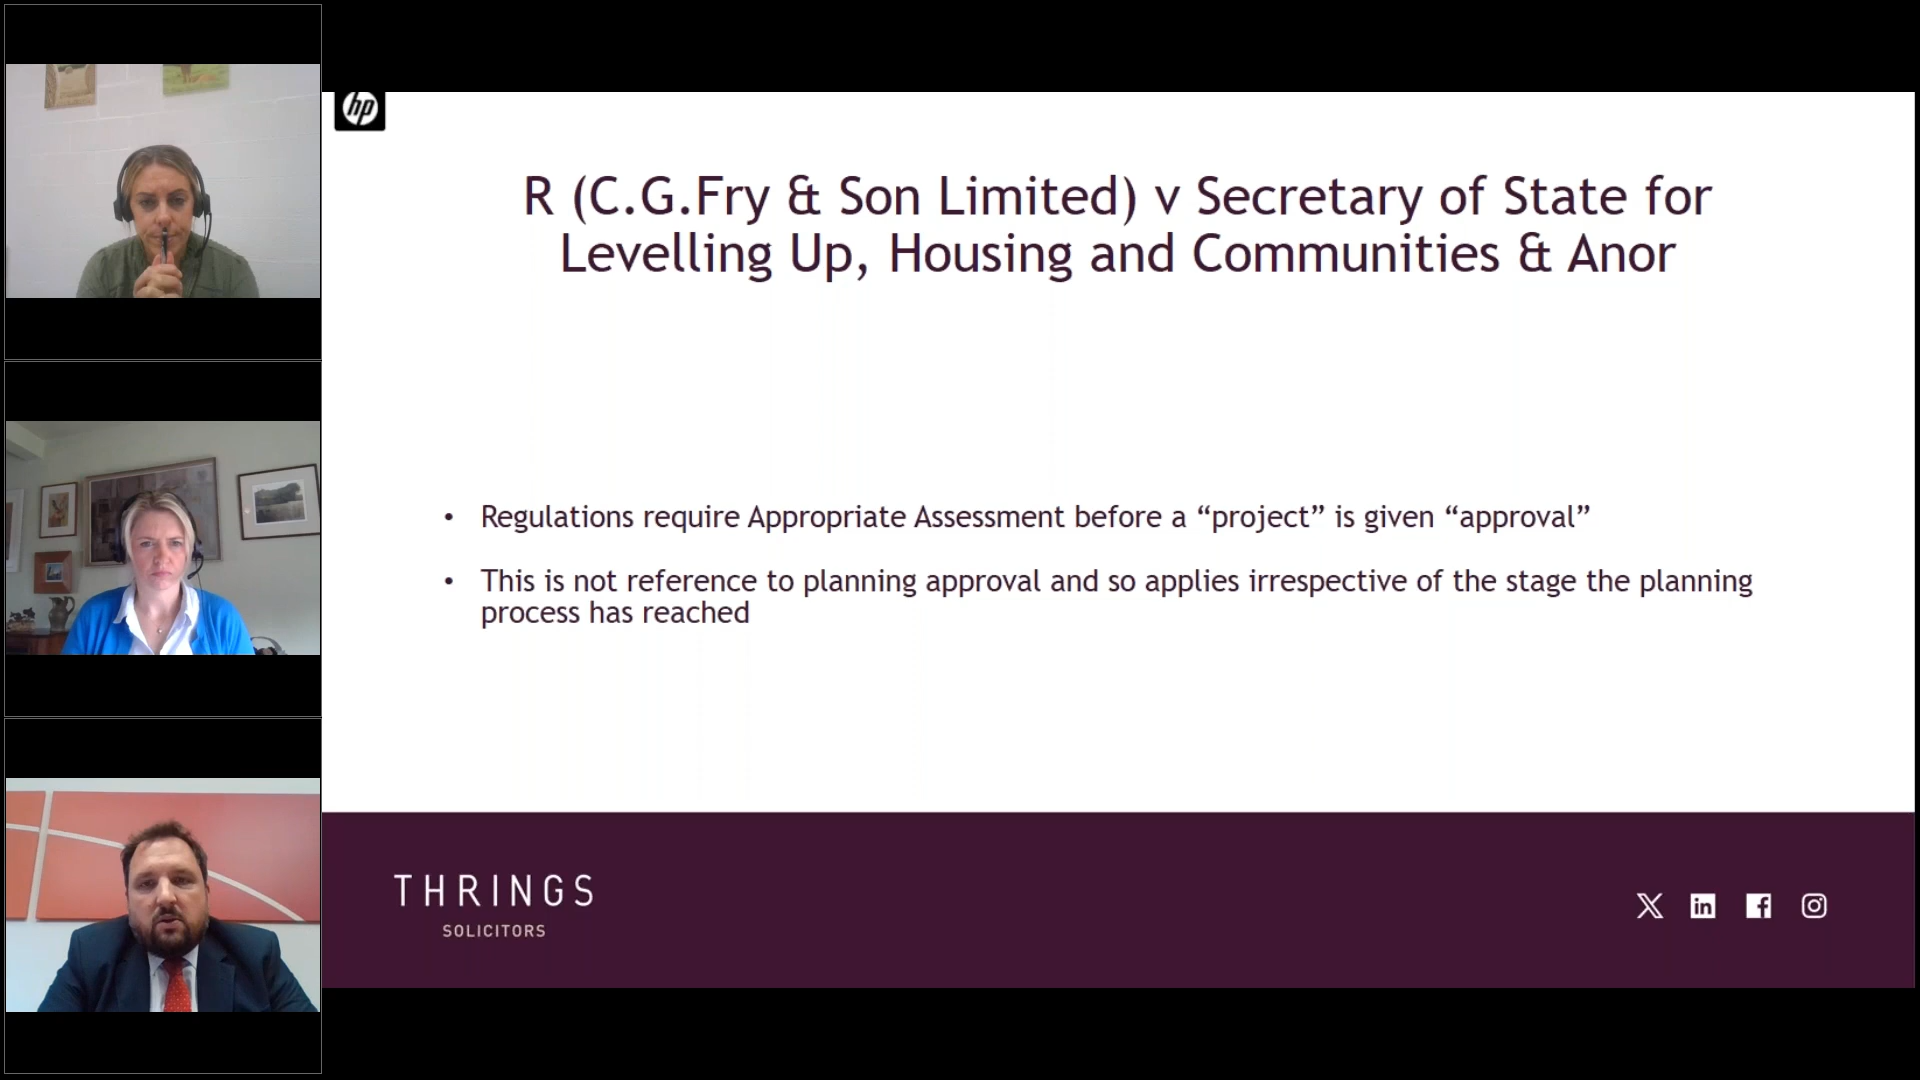 hp
R (C.G.Fry & Son Limited) v Secretary of State for
Levelling Up, Housing and Communities & Anor
• Regulations require Appropriate Assessment before a “project” is given “approval”
• This is not reference to planning approval and so applies irrespective of the stage the planning
process has reached
THRINGS
SOLICITORS